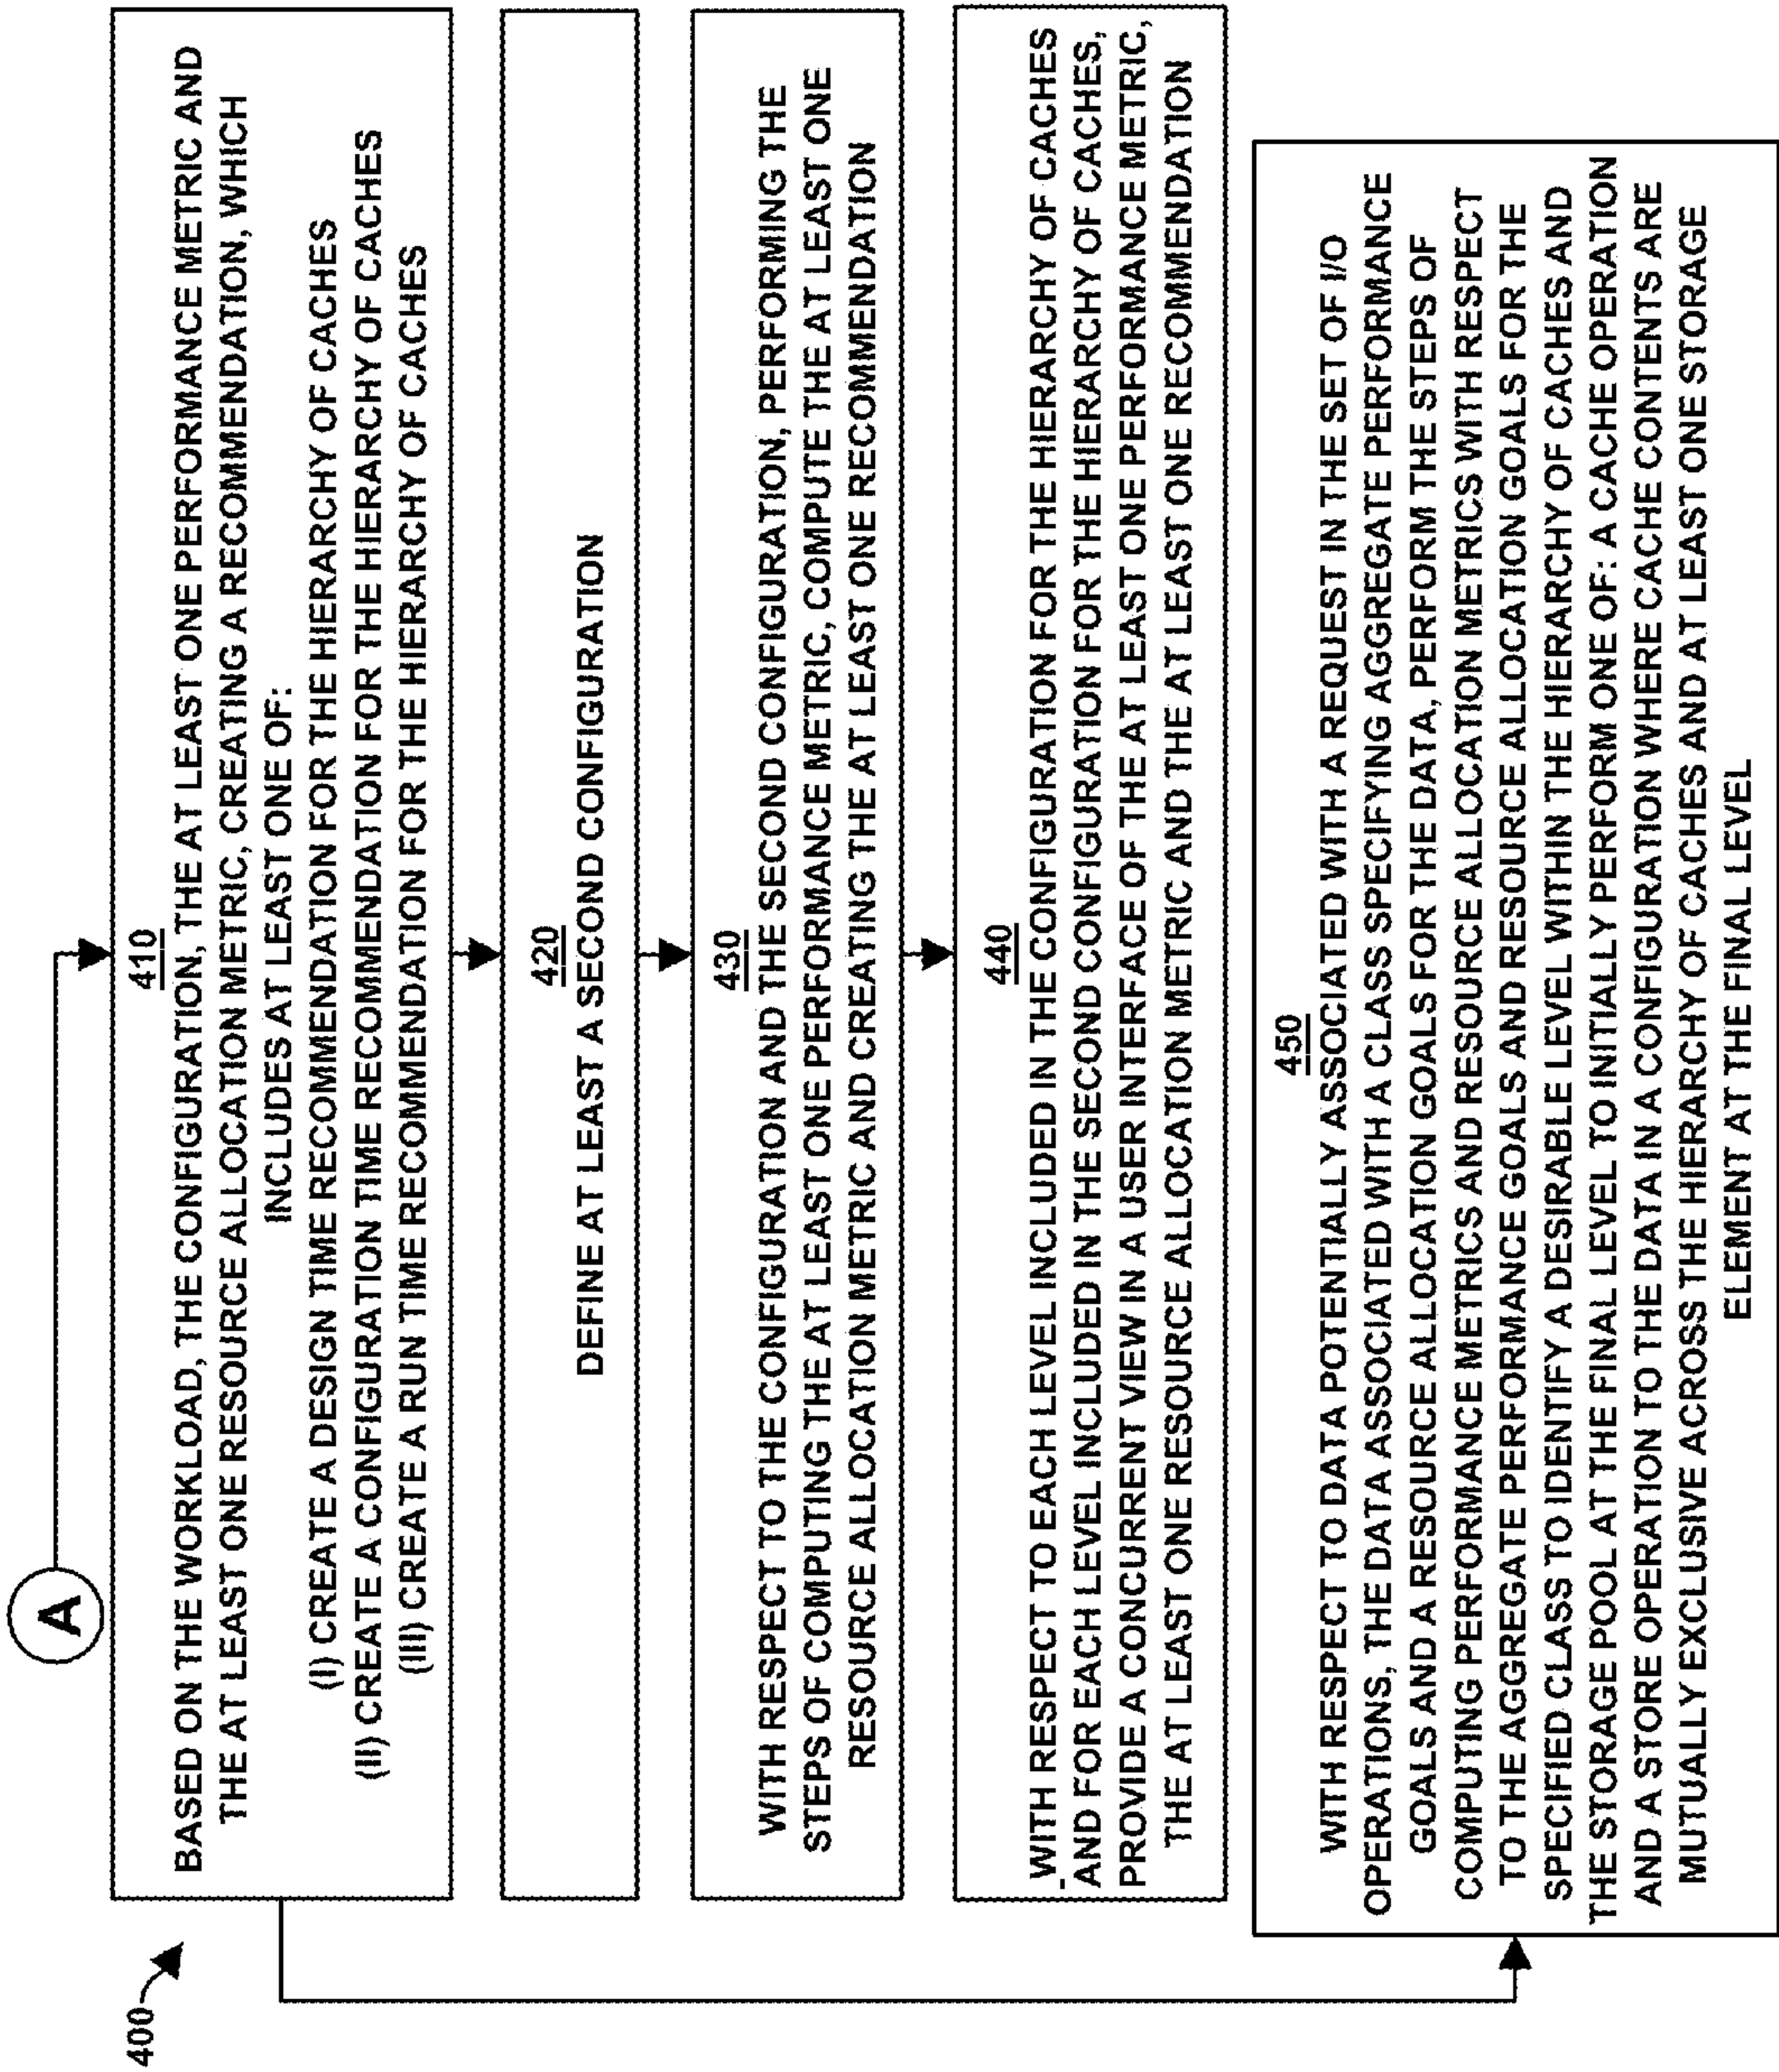 400
A
410
BASED ON THE WORKLOAD, THE CONFIGURATION, THE AT LEAST ONE PERFORMANCE METRIC AND
THE AT LEAST ONE RESOURCE ALLOCATION METRIC, CREATING A RECOMMENDATION, WHICH
INCLUDES AT LEAST ONE OF:
(I) CREATE A DESIGN TIME RECOMMENDATION FOR THE HIERARCHY OF CACHES
(II) CREATE A CONFIGURATION TIME RECOMMENDATION FOR THE HIERARCHY OF CACHES
(III) CREATE A RUN TIME RECOMMENDATION FOR THE HIERARCHY OF CACHES
420
DEFINE AT LEAST A SECOND CONFIGURATION
430
WITH RESPECT TO THE CONFIGURATION AND THE SECOND CONFIGURATION, PERFORMING THE
STEPS OF COMPUTING THE AT LEAST ONE PERFORMANCE METRIC, COMPUTE THE AT LEAST ONE
RESOURCE ALLOCATION METRIC AND CREATING THE AT LEAST ONE RECOMMENDATION
440
WITH RESPECT TO EACH LEVEL INCLUDED IN THE CONFIGURATION FOR THE HIERARCHY OF CACHES
AND FOR EACH LEVEL INCLUDED IN THE SECOND CONFIGURATION FOR THE HIERARCHY OF CACHES,
PROVIDE A CONCURRENT VIEW IN A USER INTERFACE OF THE AT LEAST ONE PERFORMANCE METRIC,
THE AT LEAST ONE RESOURCE ALLOCATION METRIC AND THE AT LEAST ONE RECOMMENDATION
450
WITH RESPECT TO DATA POTENTIALLY ASSOCIATED WITH A REQUEST IN THE SET OF I/O
OPERATIONS, THE DATA ASSOCIATED WITH A CLASS SPECIFYING AGGREGATE PERFORMANCE
GOALS AND A RESOURCE ALLOCATION GOALS FOR THE DATA, PERFORM THE STEPS OF
COMPUTING PERFORMANCE METRICS AND RESOURCE ALLOCATION METRICS WITH RESPECT
TO THE AGGREGATE PERFORMANCE GOALS AND RESOURCE ALLOCATION GOALS FOR THE
SPECIFIED CLASS TO IDENTIFY A DESIRABLE LEVEL WITHIN THE HIERARCHY OF CACHES AND
THE STORAGE POOL AT THE FINAL LEVEL TO INITIALLY PERFORM ONE OF: A CACHE OPERATION
AND A STORE OPERATION TO THE DATA IN A CONFIGURATION WHERE CACHE CONTENTS ARE
MUTUALLY EXCLUSIVE ACROSS THE HIERARCHY OF CACHES AND AT LEAST ONE STORAGE
ELEMENT AT THE FINAL LEVEL